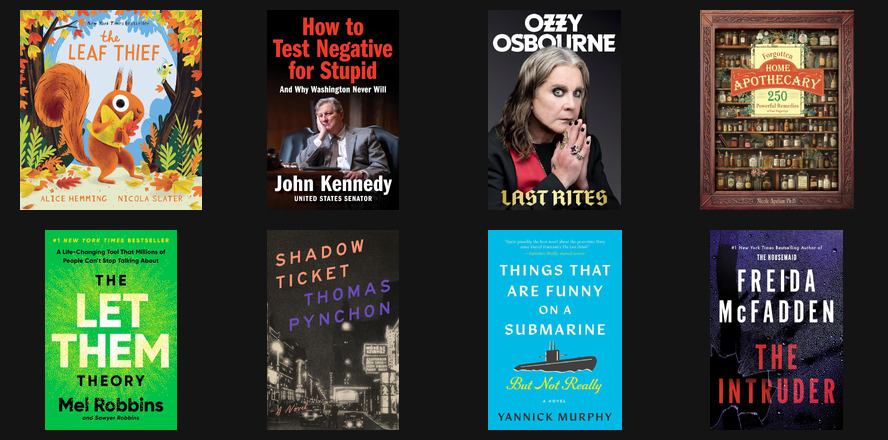 New York Times Bestseller
the
LEAF THIEF
ALICE HEMMING NICOLA SLATER
How to
Test Negative
for Stupid
And Why Washington Never Will
John Kennedy
UNITED STATES SENATOR
OZZY
OSBOURNE
LAST RITES
Forgotten
HOME
APOTHECARY
250
Powerful Remedies
Nicole Apelian Ph.D.
#1 NEW YORK TIMES BESTSELLER
A Life-Changing Tool That Millions of
People Can't Stop Talking About
THE
LET
THEM
THEORY
Mel Robbins
and Sawyer Robbins
SHADOW
TICKET
THOMAS
PYNCHON
A Novel
THINGS THAT
ARE FUNNY
ON A
SUBMARINE
But Not Really
A NOVEL
YANNICK MURPHY
#1 New York Times Bestselling Author of
THE HOUSEMAID
FREIDA
McFADDEN
THE
INTRUDER